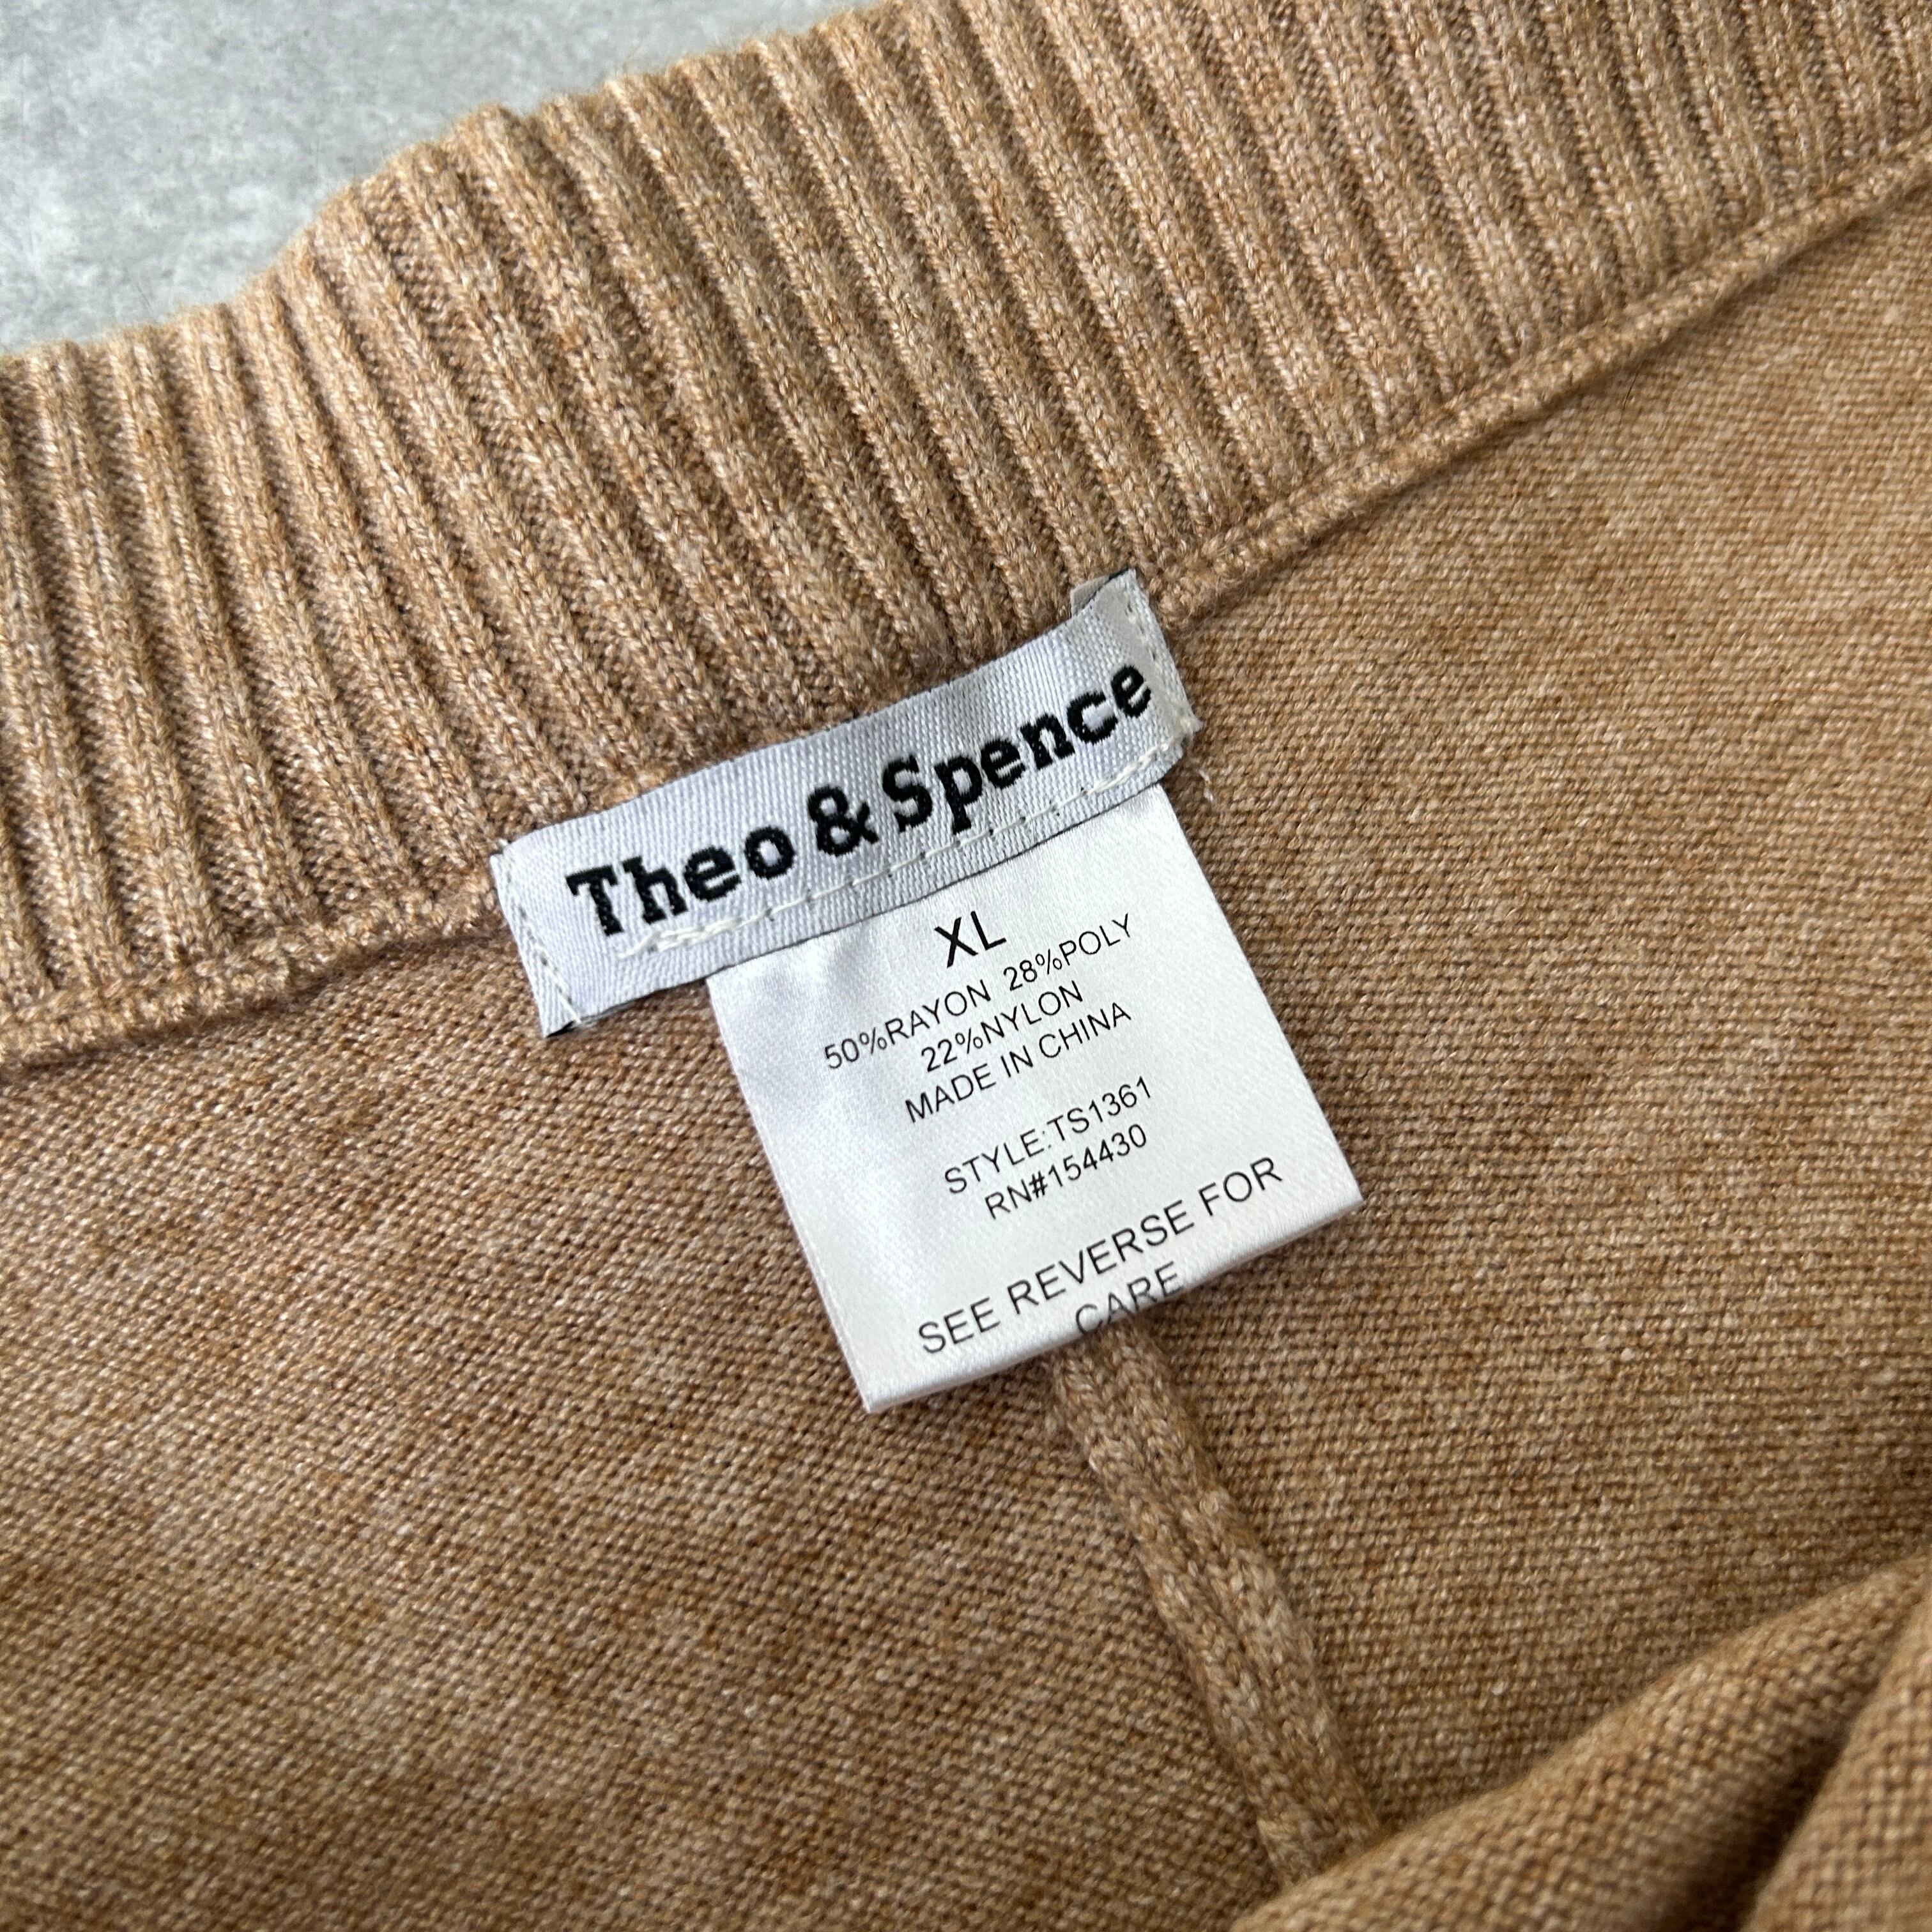 Theo & Spence
XL
50%RAYON 28%POLY
22%NYLON
MADE IN CHINA
STYLE:TS1361
RN#154430
SEE REVERSE FOR
CARE